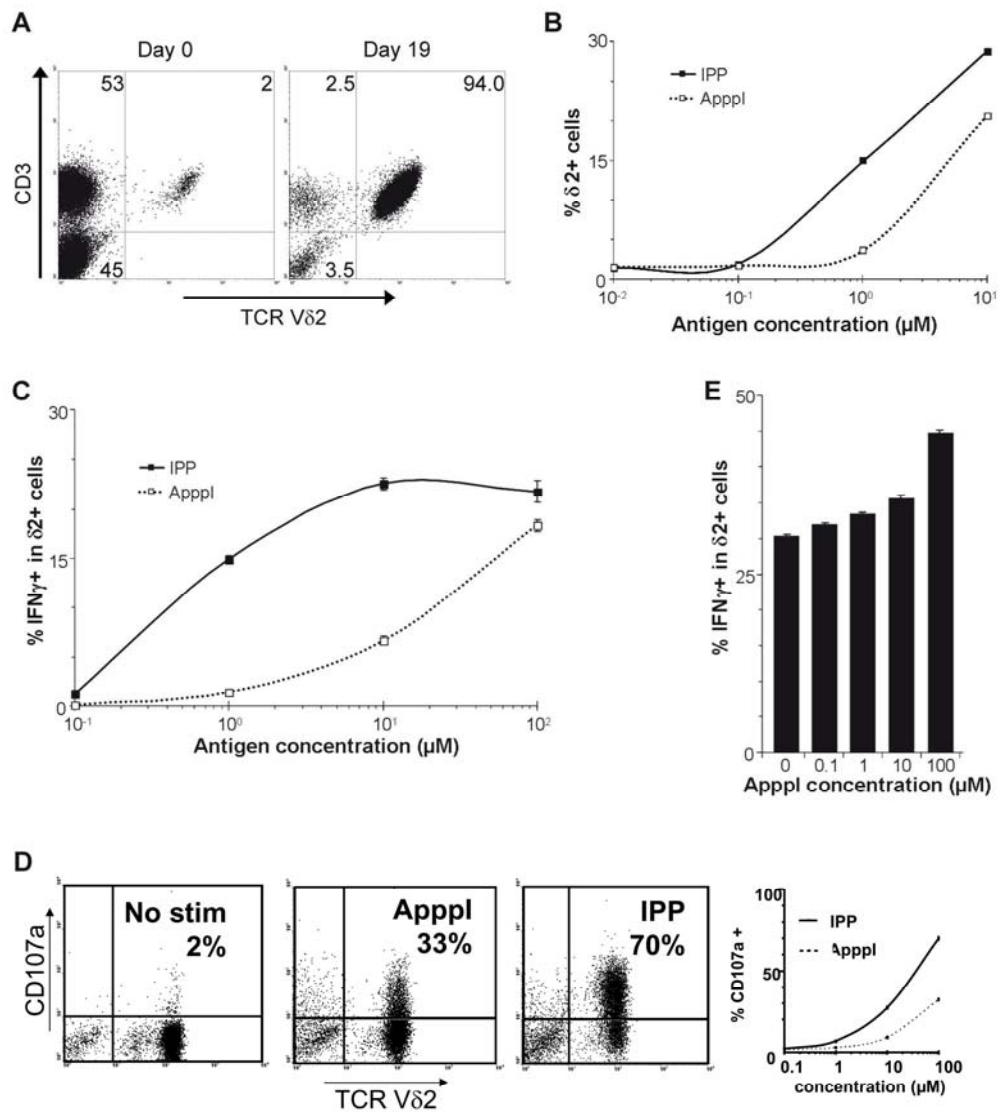 A
Day 0
Day 19
53
2
45
2.5
94.0
3.5
CD3
TCR Vδ2
B
30
15
0
% δ2+ cells
IPP
ApppI
10⁻² 10⁻¹ 10⁰ 10¹
Antigen concentration (µM)
C
30
15
0
% IFNγ+ in δ2+ cells
IPP
ApppI
10⁻¹ 10⁰ 10¹ 10²
Antigen concentration (µM)
E
50
25
0
% IFNγ+ in δ2+ cells
0 0.1 1 10 100
ApppI concentration (µM)
D
CD107a
No stim
2%
ApppI
33%
IPP
70%
TCR Vδ2
100
50
0
% CD107a +
IPP
ApppI
0.1 1 10 100
concentration (µM)